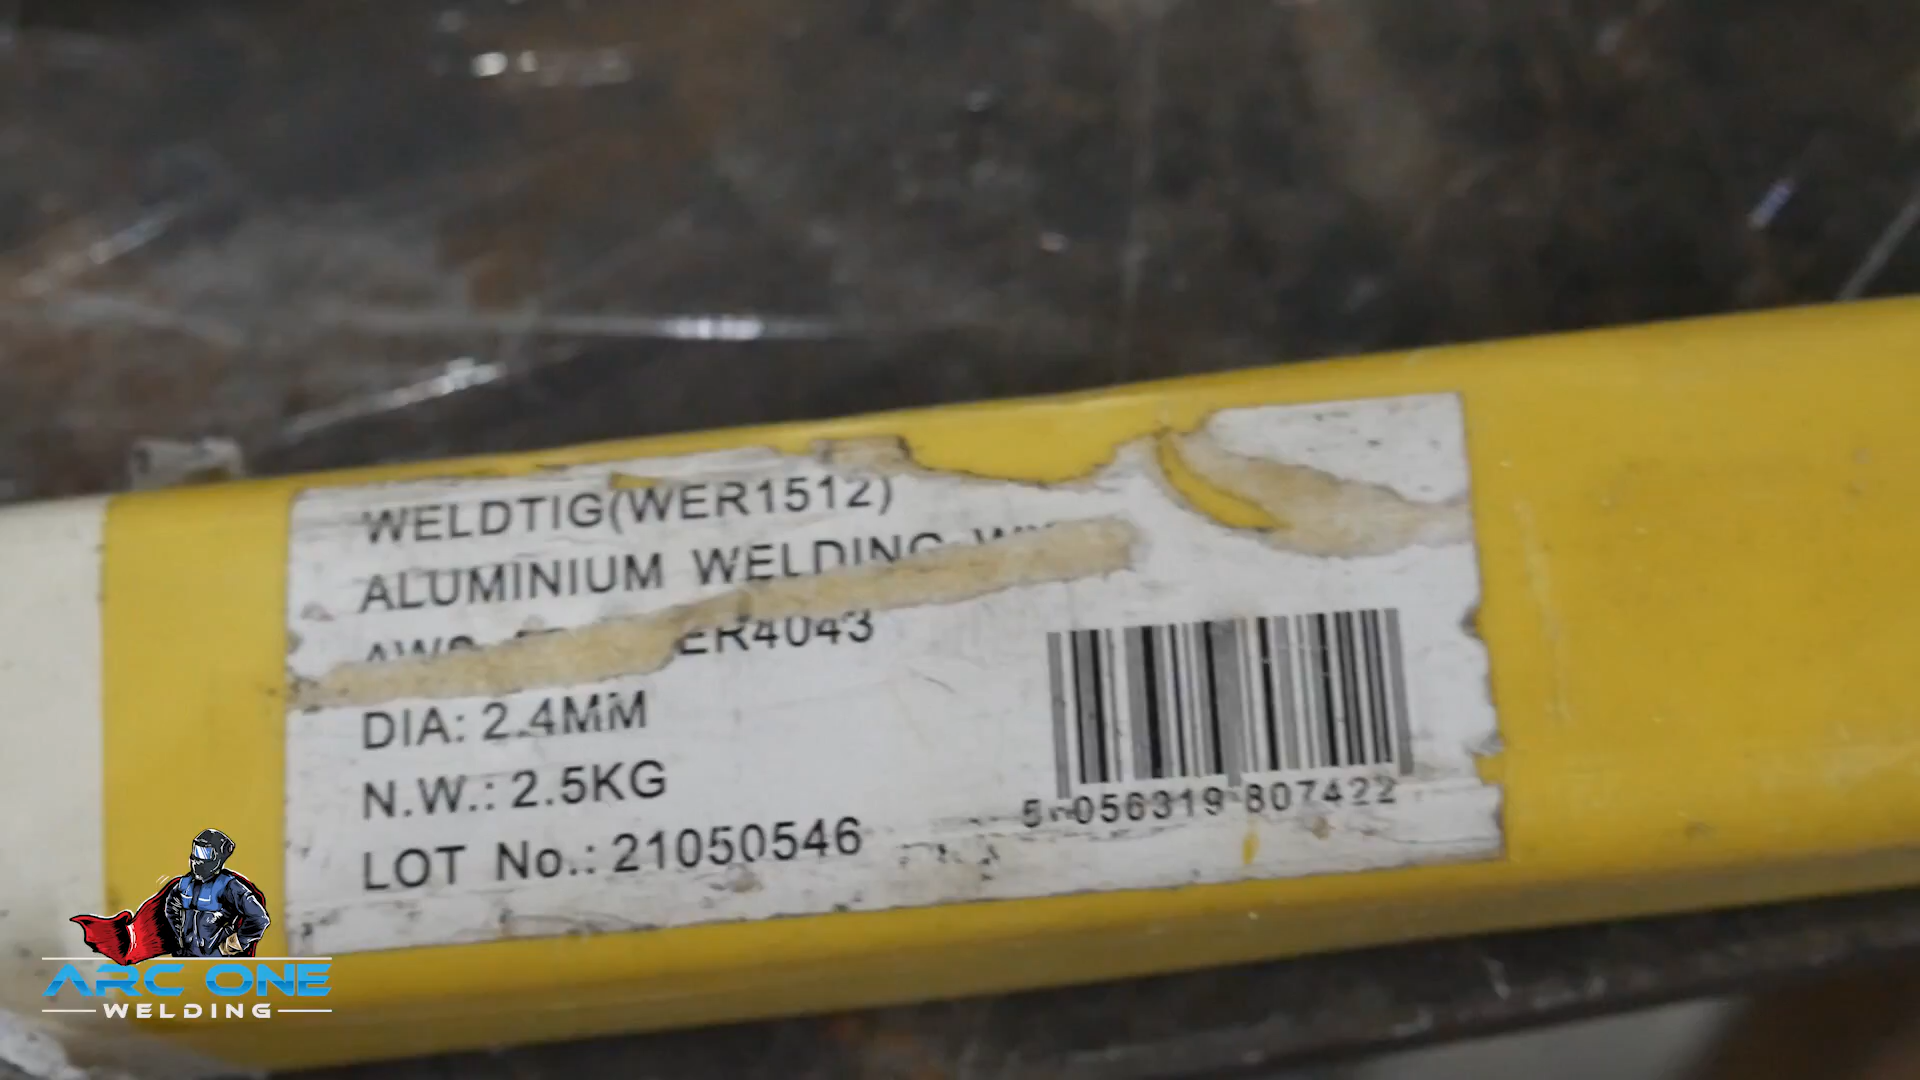 WELDTIG(WER1512)
ALUMINIUM WELDING
ER4043
DIA: 2.4MM
N.W.: 2.5KG
LOT No.: 21050546
056319 807422
ARC ONE
WELDING